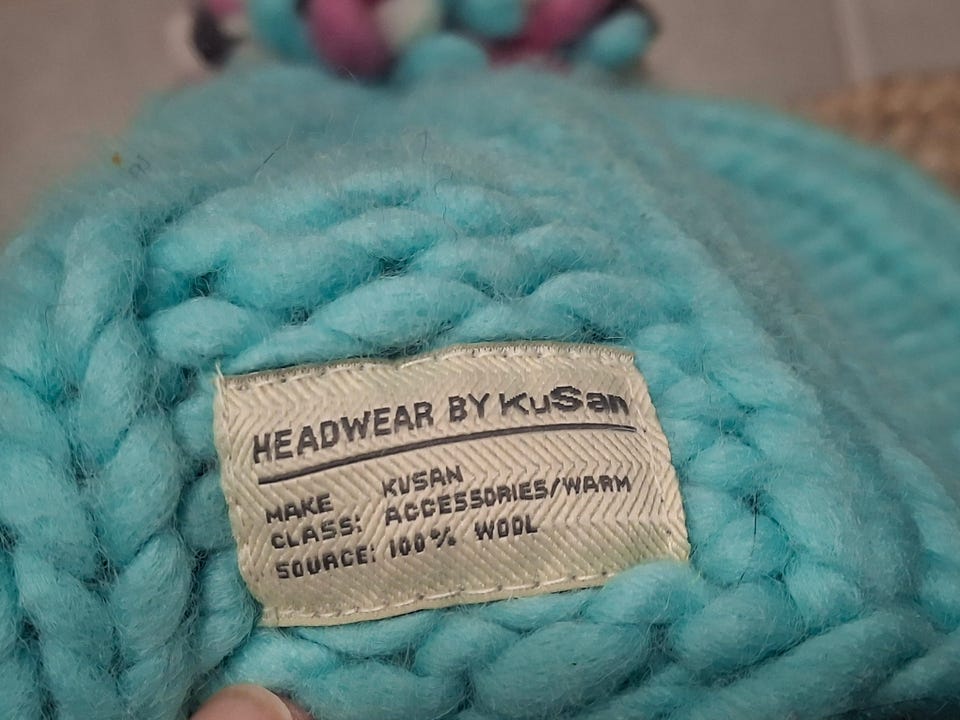 HEADWEAR BY KuSan
MAKE KUSAN
CLASS: ACCESSORIES/WARM
SOURCE: 100% WOOL